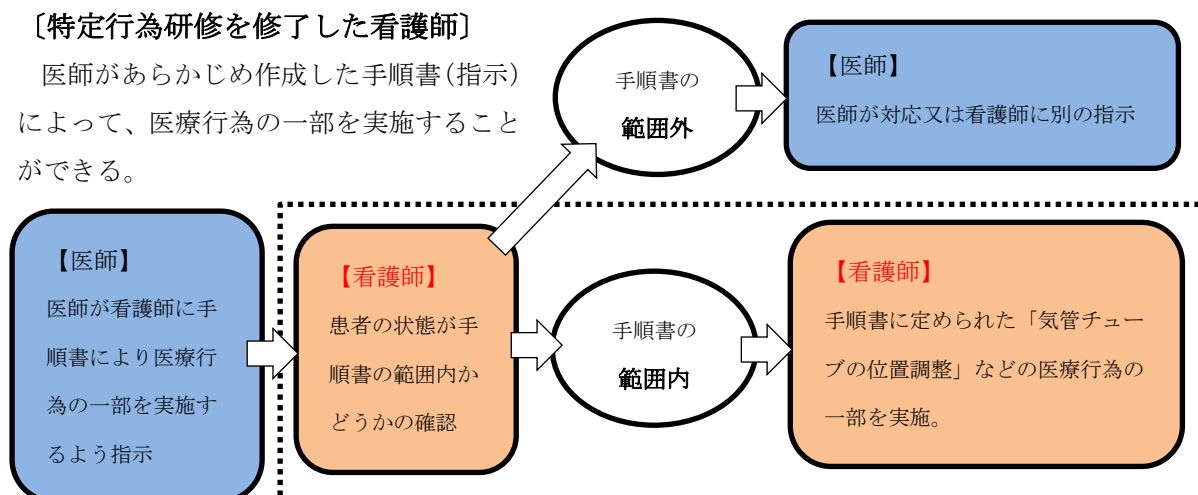 〔特定行為研修を修了した看護師〕
医師があらかじめ作成した手順書(指示)
によって、医療行為の一部を実施すること
ができる。
手順書の
範囲外
【医師】
医師が対応又は看護師に別の指示
【医師】
医師が看護師に手
順書により医療行
為の一部を実施す
るよう指示
【看護師】
患者の状態が手
順書の範囲内か
どうかの確認
手順書の
範囲内
【看護師】
手順書に定められた「気管チュー
ブの位置調整」などの医療行為の
一部を実施。